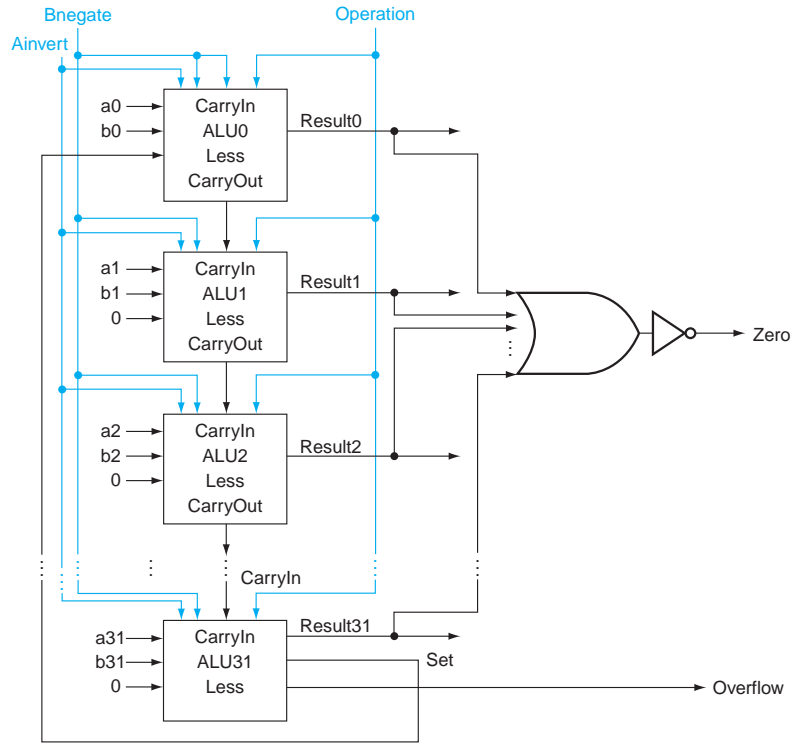 Bnegate
Operation
Ainvert
a0
CarryIn
Result0
b0
ALU0
Less
CarryOut
a1
CarryIn
Result1
b1
ALU1
0
Less
CarryOut
Zero
a2
CarryIn
Result2
b2
ALU2
0
Less
CarryOut
CarryIn
a31
CarryIn
Result31
b31
ALU31
Set
0
Less
Overflow